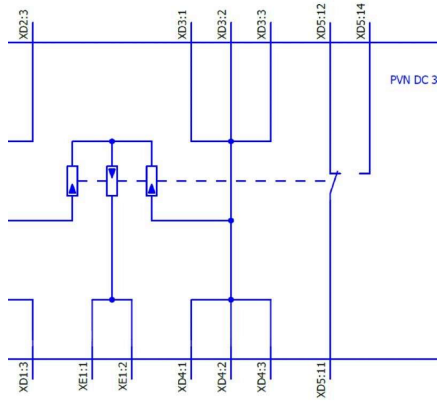 XD2:3
XD3:1
XD3:2
XD3:3
XD5:12
XD5:14
PVN DC 3
XD1:3
XE1:1
XE1:2
XD4:1
XD4:2
XD4:3
XD5:11